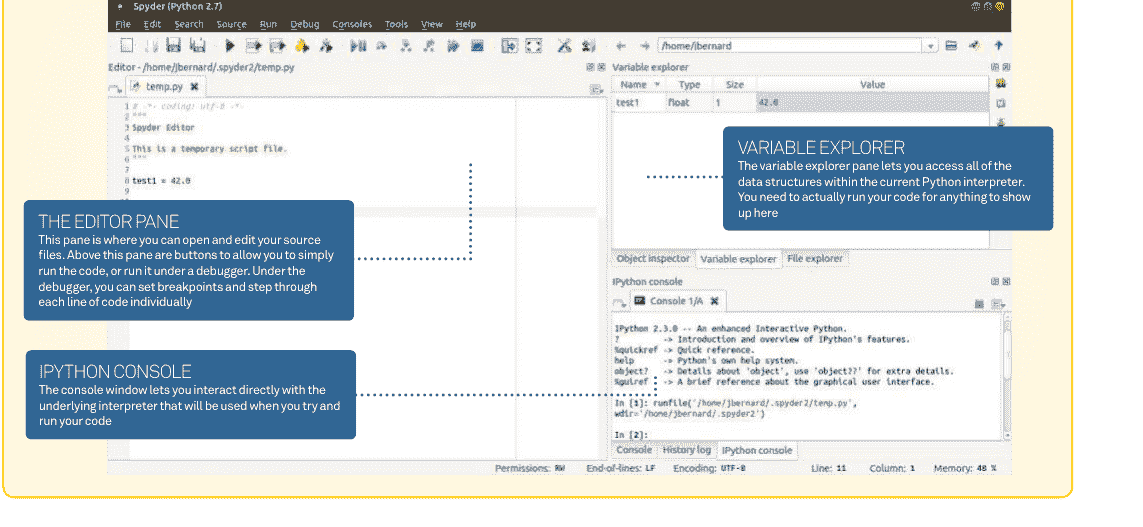 Spyder (Python 2.7)
File Edit Search Source Run Debug Consoles Tools View Help
/home/jbernard
Editor - /home/jbernard/.spyder2/temp.py
temp.py
1 # -*- coding: utf-8 -*-
2 """
3 Spyder Editor
4
5 This is a temporary script file.
6 """
7
8 test1 = 42.0
9
THE EDITOR PANE
This pane is where you can open and edit your source
files. Above this pane are buttons to allow you to simply
run the code, or run it under a debugger. Under the
debugger, you can set breakpoints and step through
each line of code individually
Variable explorer
Name Type Size Value
test1 float 1 42.0
VARIABLE EXPLORER
The variable explorer pane lets you access all of the
data structures within the current Python interpreter.
You need to actually run your code for anything to show
up here
Object inspector Variable explorer File explorer
IPython console
Console 1/A
IPython 2.3.0 -- An enhanced Interactive Python.
? -> Introduction and overview of IPython's features.
%quickref -> Quick reference.
help -> Python's own help system.
object? -> Details about 'object', use 'object??' for extra details.
%guiref -> A brief reference about the graphical user interface.
In [1]: runfile('/home/jbernard/.spyder2/temp.py',
wdir='/home/jbernard/.spyder2')
In [2]:
Console History log IPython console
IPYTHON CONSOLE
The console window lets you interact directly with the
underlying interpreter that will be used when you try and
run your code
Permissions: RW End-of-lines: LF Encoding: UTF-8 Line: 11 Column: 1 Memory: 48 %